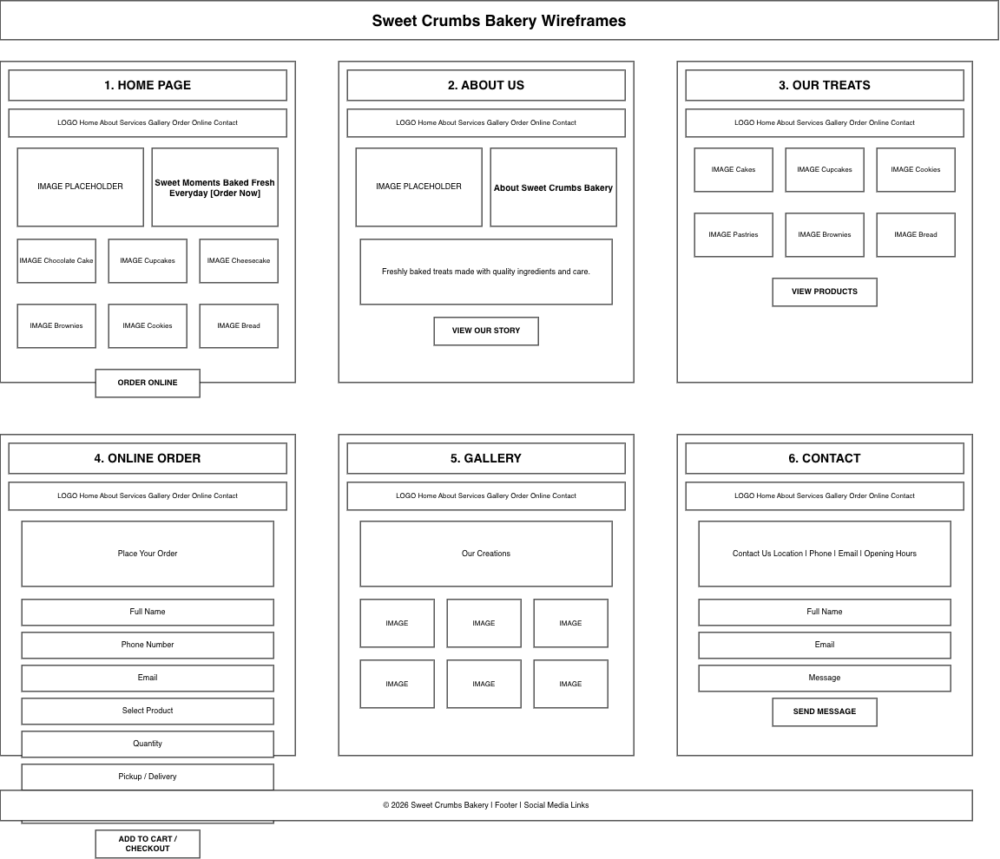 Sweet Crumbs Bakery Wireframes
1. HOME PAGE
LOGO Home About Services Gallery Order Online Contact
IMAGE PLACEHOLDER
Sweet Moments Baked Fresh
Everyday [Order Now]
IMAGE Chocolate Cake
IMAGE Cupcakes
IMAGE Cheesecake
IMAGE Brownies
IMAGE Cookies
IMAGE Bread
ORDER ONLINE
2. ABOUT US
LOGO Home About Services Gallery Order Online Contact
IMAGE PLACEHOLDER
About Sweet Crumbs Bakery
Freshly baked treats made with quality ingredients and care.
VIEW OUR STORY
3. OUR TREATS
LOGO Home About Services Gallery Order Online Contact
IMAGE Cakes
IMAGE Cupcakes
IMAGE Cookies
IMAGE Pastries
IMAGE Brownies
IMAGE Bread
VIEW PRODUCTS
4. ONLINE ORDER
LOGO Home About Services Gallery Order Online Contact
Place Your Order
Full Name
Phone Number
Email
Select Product
Quantity
Pickup / Delivery
ADD TO CART /
CHECKOUT
5. GALLERY
LOGO Home About Services Gallery Order Online Contact
Our Creations
IMAGE
IMAGE
IMAGE
IMAGE
IMAGE
IMAGE
6. CONTACT
LOGO Home About Services Gallery Order Online Contact
Contact Us Location | Phone | Email | Opening Hours
Full Name
Email
Message
SEND MESSAGE
© 2026 Sweet Crumbs Bakery | Footer | Social Media Links